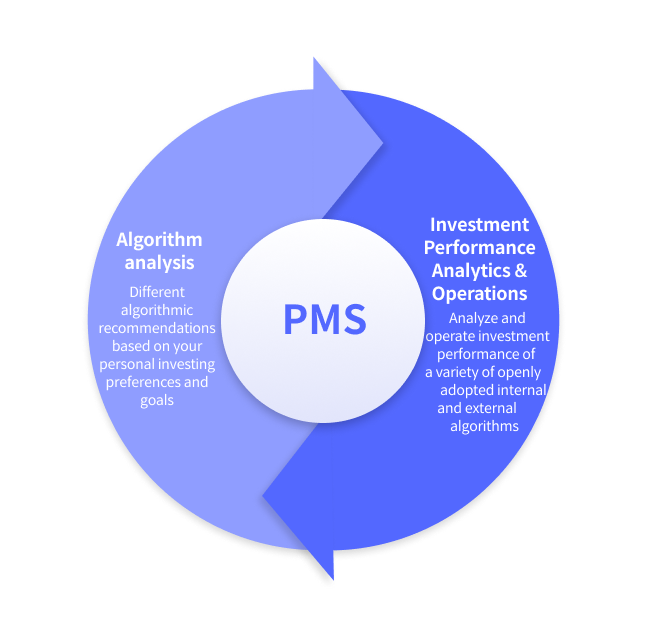 Algorithm
analysis
Different
algorithmic
recommendations
based on your
personal investing
preferences and
goals
PMS
Investment
Performance
Analytics &
Operations
Analyze and
operate investment
performance of
a variety of openly
adopted internal
and external
algorithms